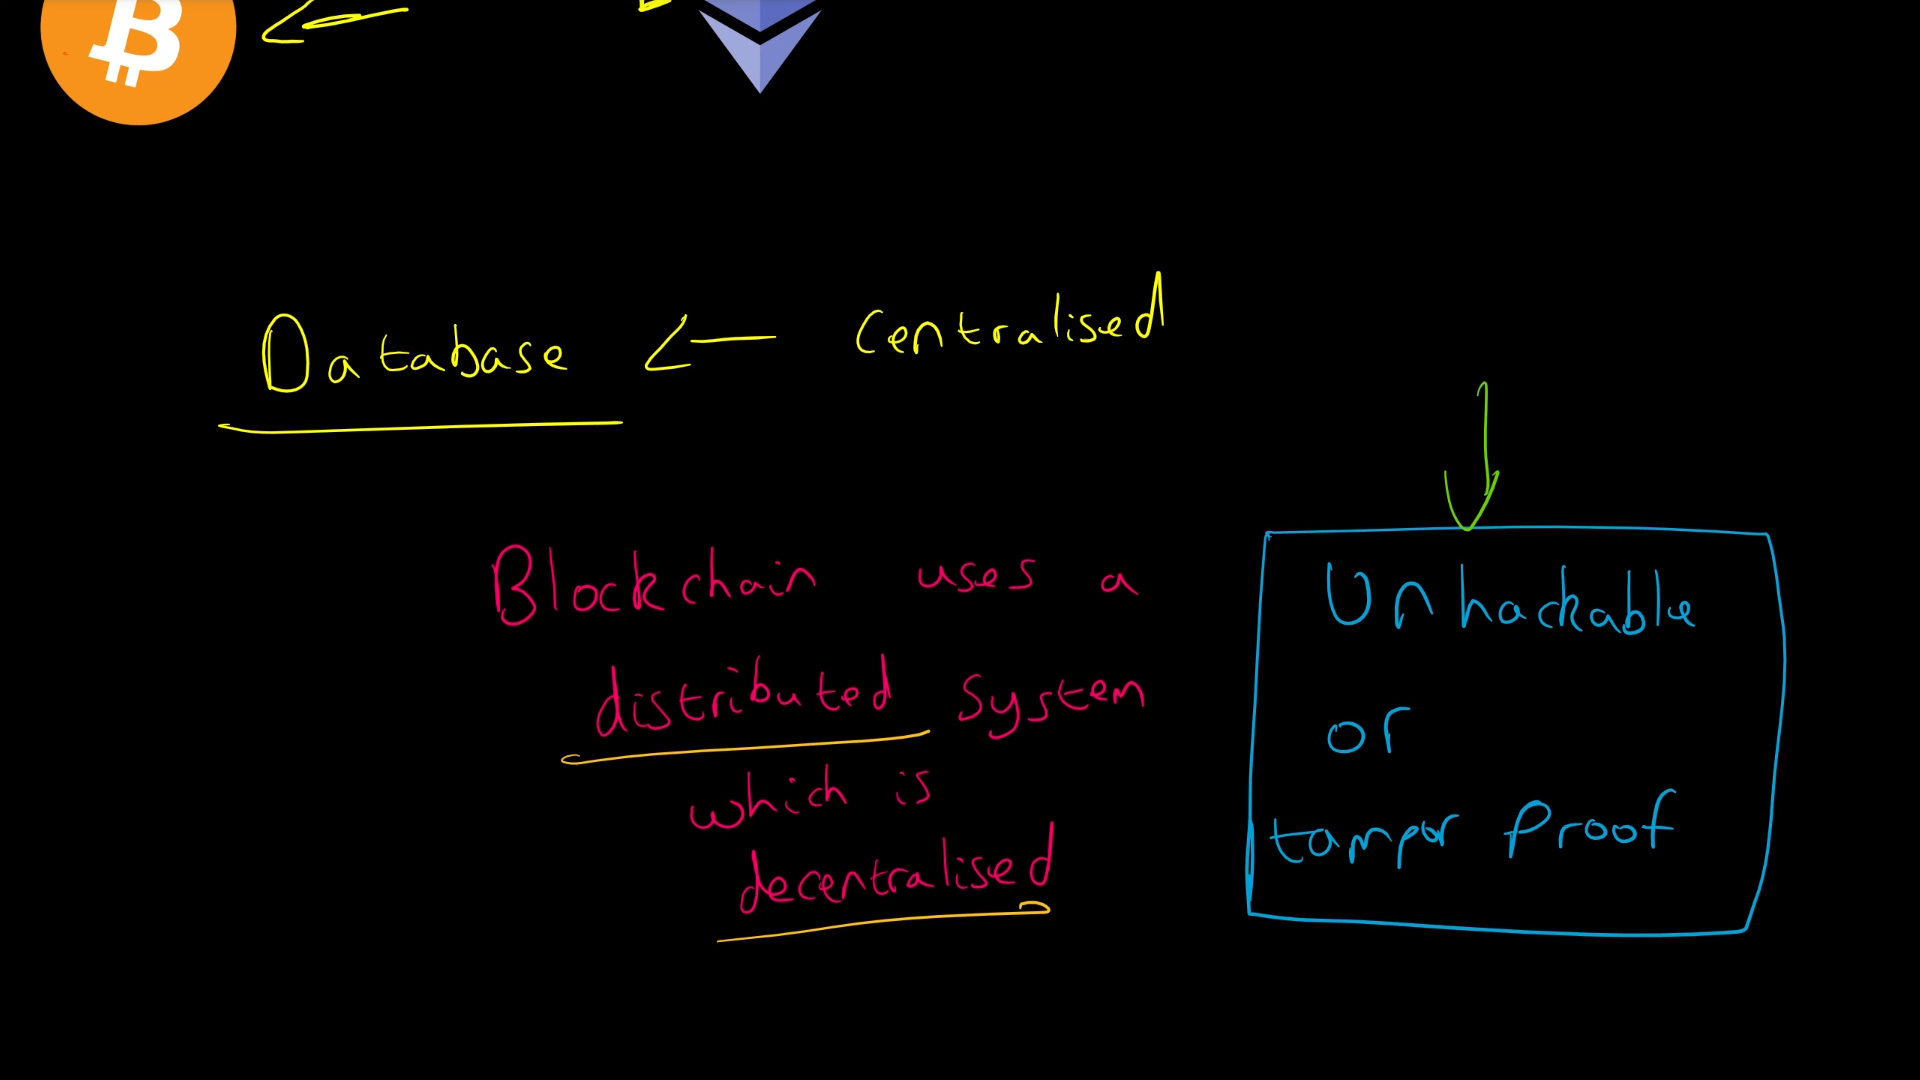 Database <— Centralised
Blockchain uses a
distributed system
which is
decentralised
Unhackable
or
tamper Proof